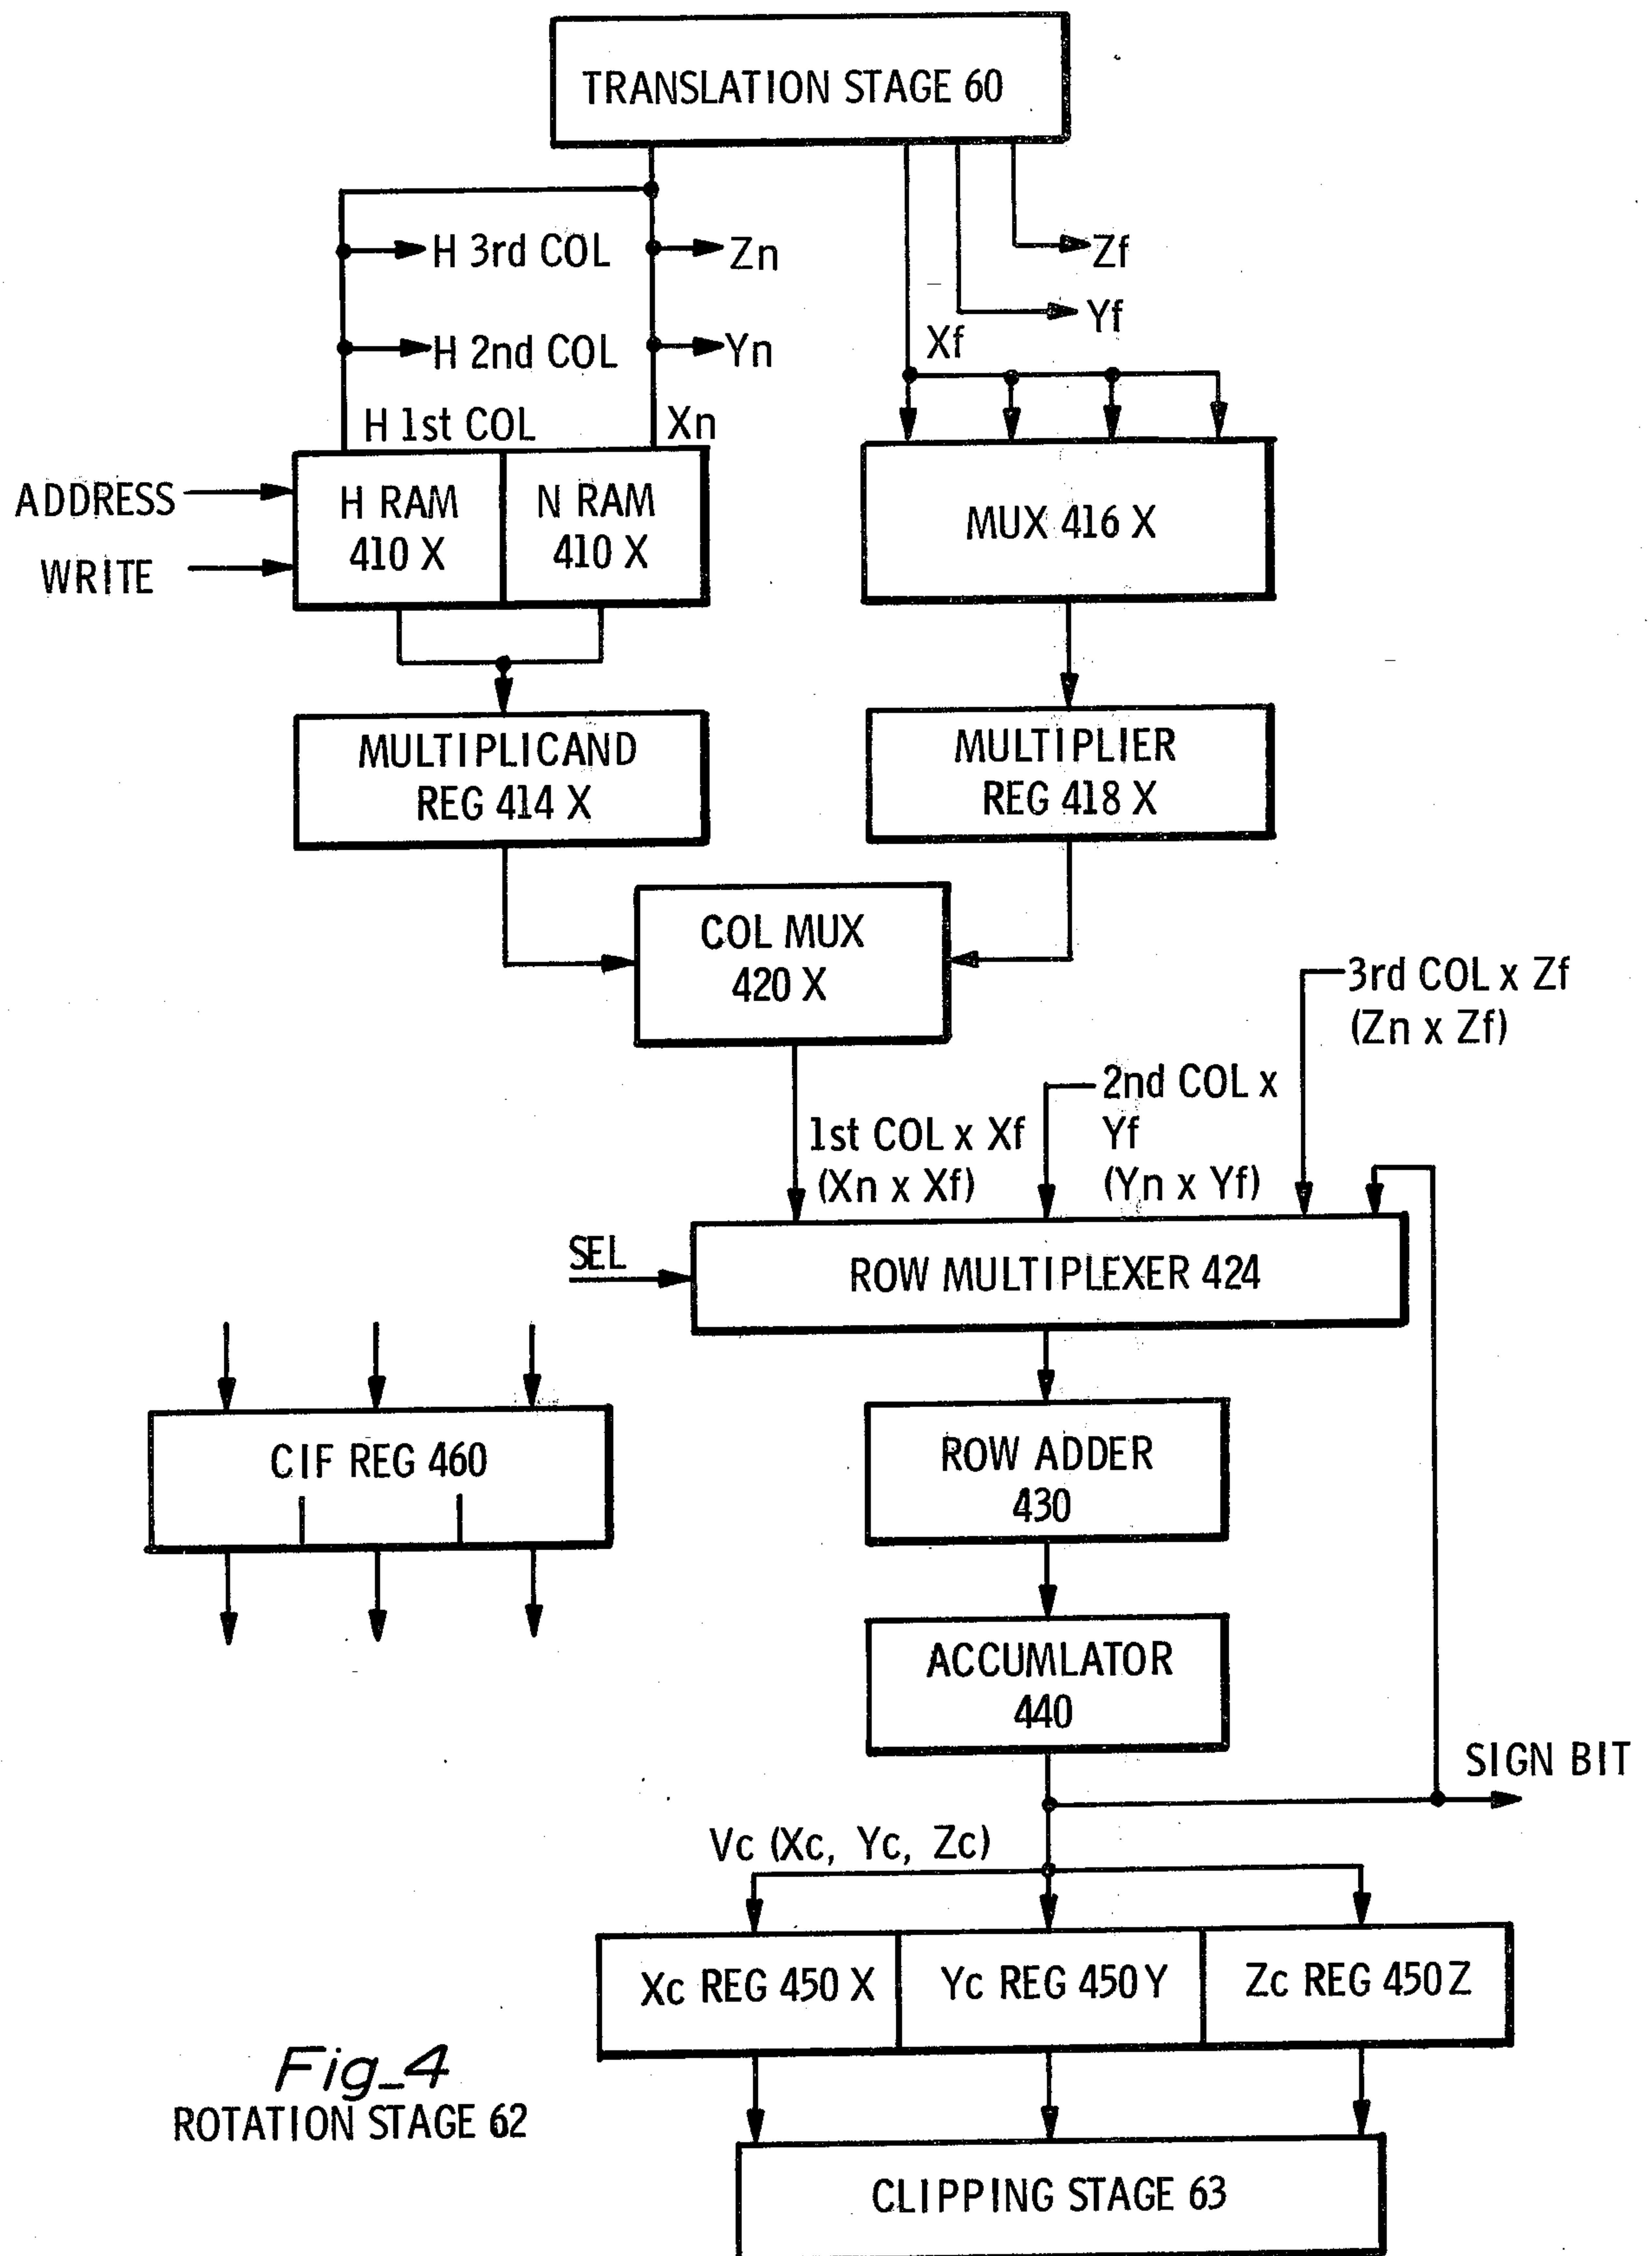 TRANSLATION STAGE 60
H 3rd COL
Zn
Zf
Yf
H 2nd COL
Yn
Xf
H 1st COL
Xn
ADDRESS
WRITE
H RAM
410 X
N RAM
410 X
MUX 416 X
MULTIPLICAND
REG 414 X
MULTIPLIER
REG 418 X
COL MUX
420 X
3rd COL x Zf
(Zn x Zf)
2nd COL x
Yf
(Yn x Yf)
1st COL x Xf
(Xn x Xf)
SEL
ROW MULTIPLEXER 424
CIF REG 460
ROW ADDER
430
ACCUMLATOR
440
SIGN BIT
Vc (Xc, Yc, Zc)
Xc REG 450 X
Yc REG 450 Y
Zc REG 450 Z
Fig_4
ROTATION STAGE 62
CLIPPING STAGE 63